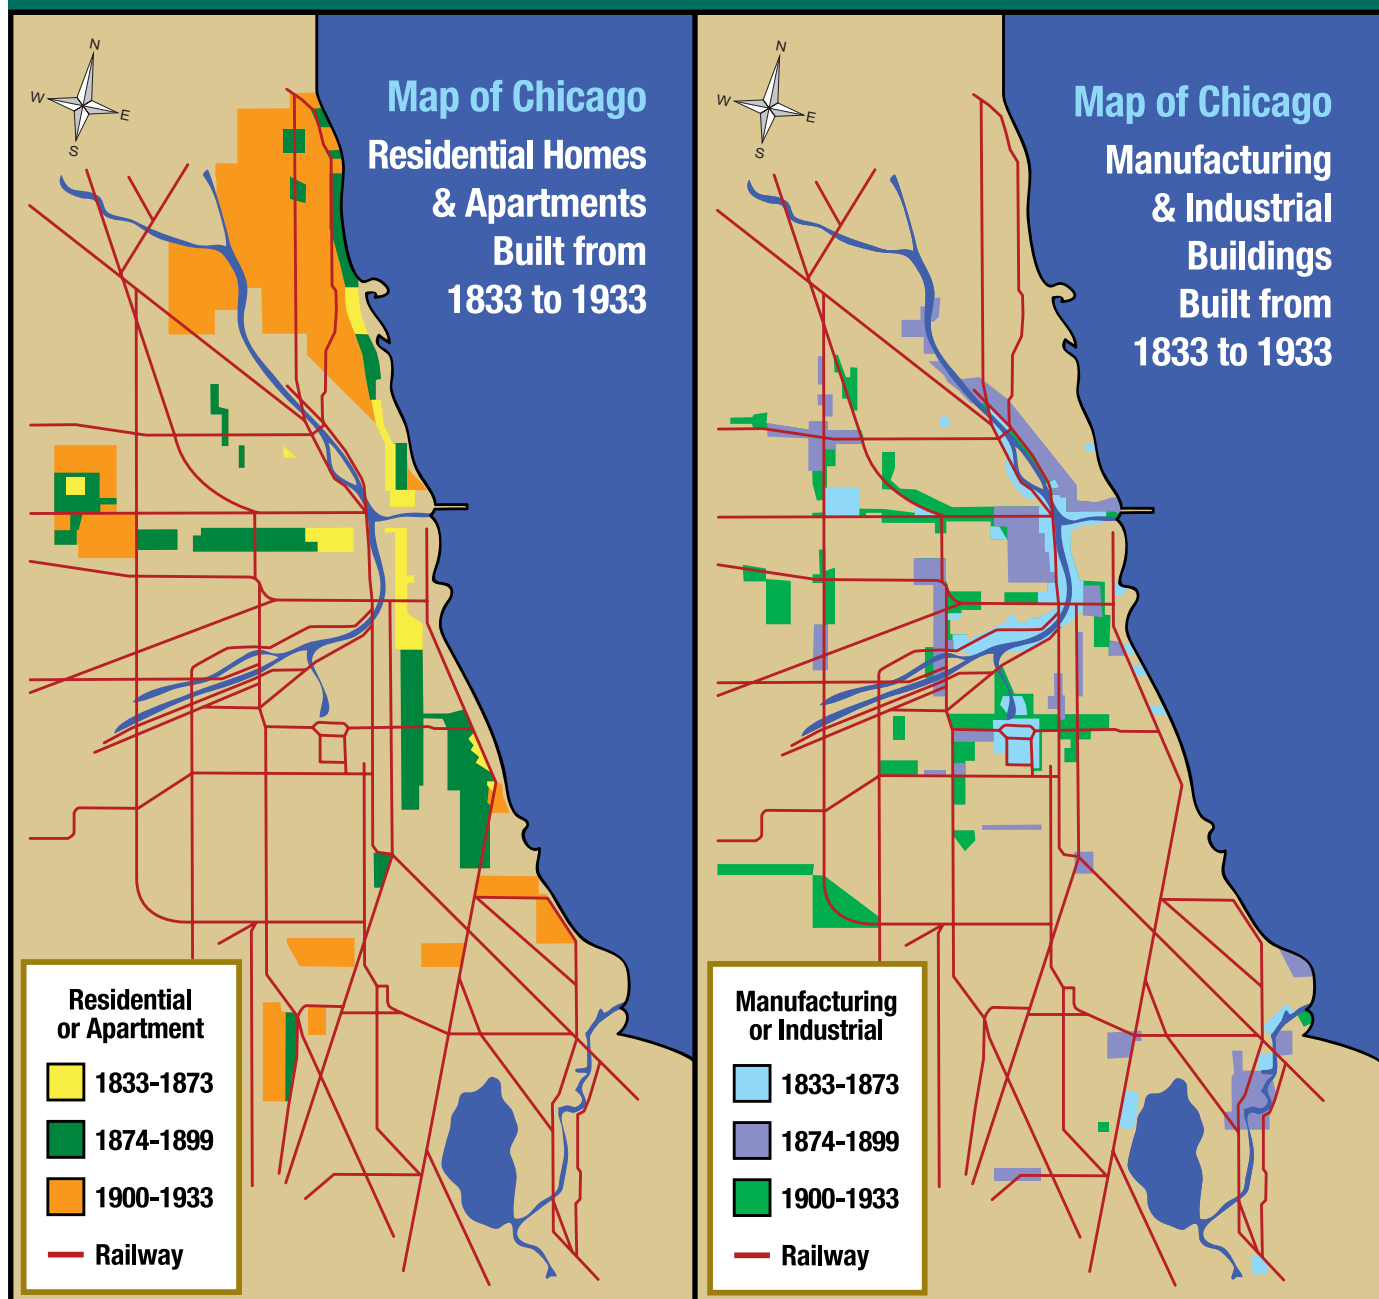 N
W
E
S
Map of Chicago
Residential Homes
& Apartments
Built from
1833 to 1933
Residential
or Apartment
1833-1873
1874-1899
1900-1933
Railway
N
W
E
S
Map of Chicago
Manufacturing
& Industrial
Buildings
Built from
1833 to 1933
Manufacturing
or Industrial
1833-1873
1874-1899
1900-1933
Railway